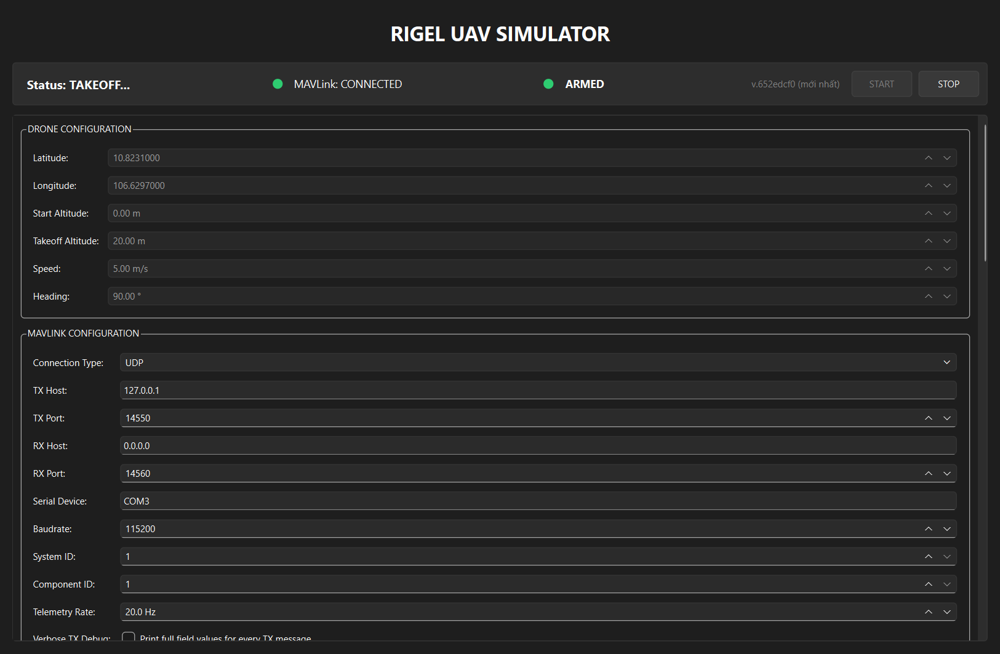 RIGEL UAV SIMULATOR
Status: TAKEOFF...
MAVLink: CONNECTED
ARMED
v.652edcf0 (mới nhất)
START
STOP
DRONE CONFIGURATION
Latitude: 10.8231000
Longitude: 106.6297000
Start Altitude: 0.00 m
Takeoff Altitude: 20.00 m
Speed: 5.00 m/s
Heading: 90.00 °
MAVLINK CONFIGURATION
Connection Type: UDP
TX Host: 127.0.0.1
TX Port: 14550
RX Host: 0.0.0.0
RX Port: 14560
Serial Device: COM3
Baudrate: 115200
System ID: 1
Component ID: 1
Telemetry Rate: 20.0 Hz
Verbose TX Debug: Print full field values for every TX message